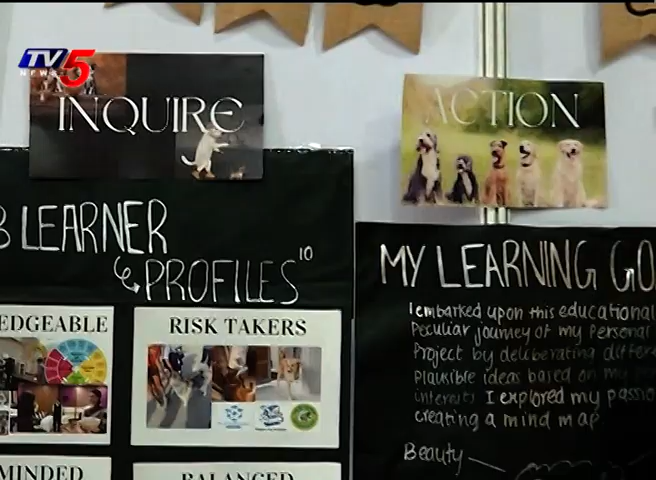 TV5
NEWS
INQUIRE
ACTION
B LEARNER
PROFILES 10
EDGEABLE
RISK TAKERS
MINDED
BALANCED
MY LEARNING GO
I embarked upon this educational
Peculiar journey of my Personal
Project by deliberating differe
plausible ideas based on my
interests I explored my passio
creating a mind map.
Beauty